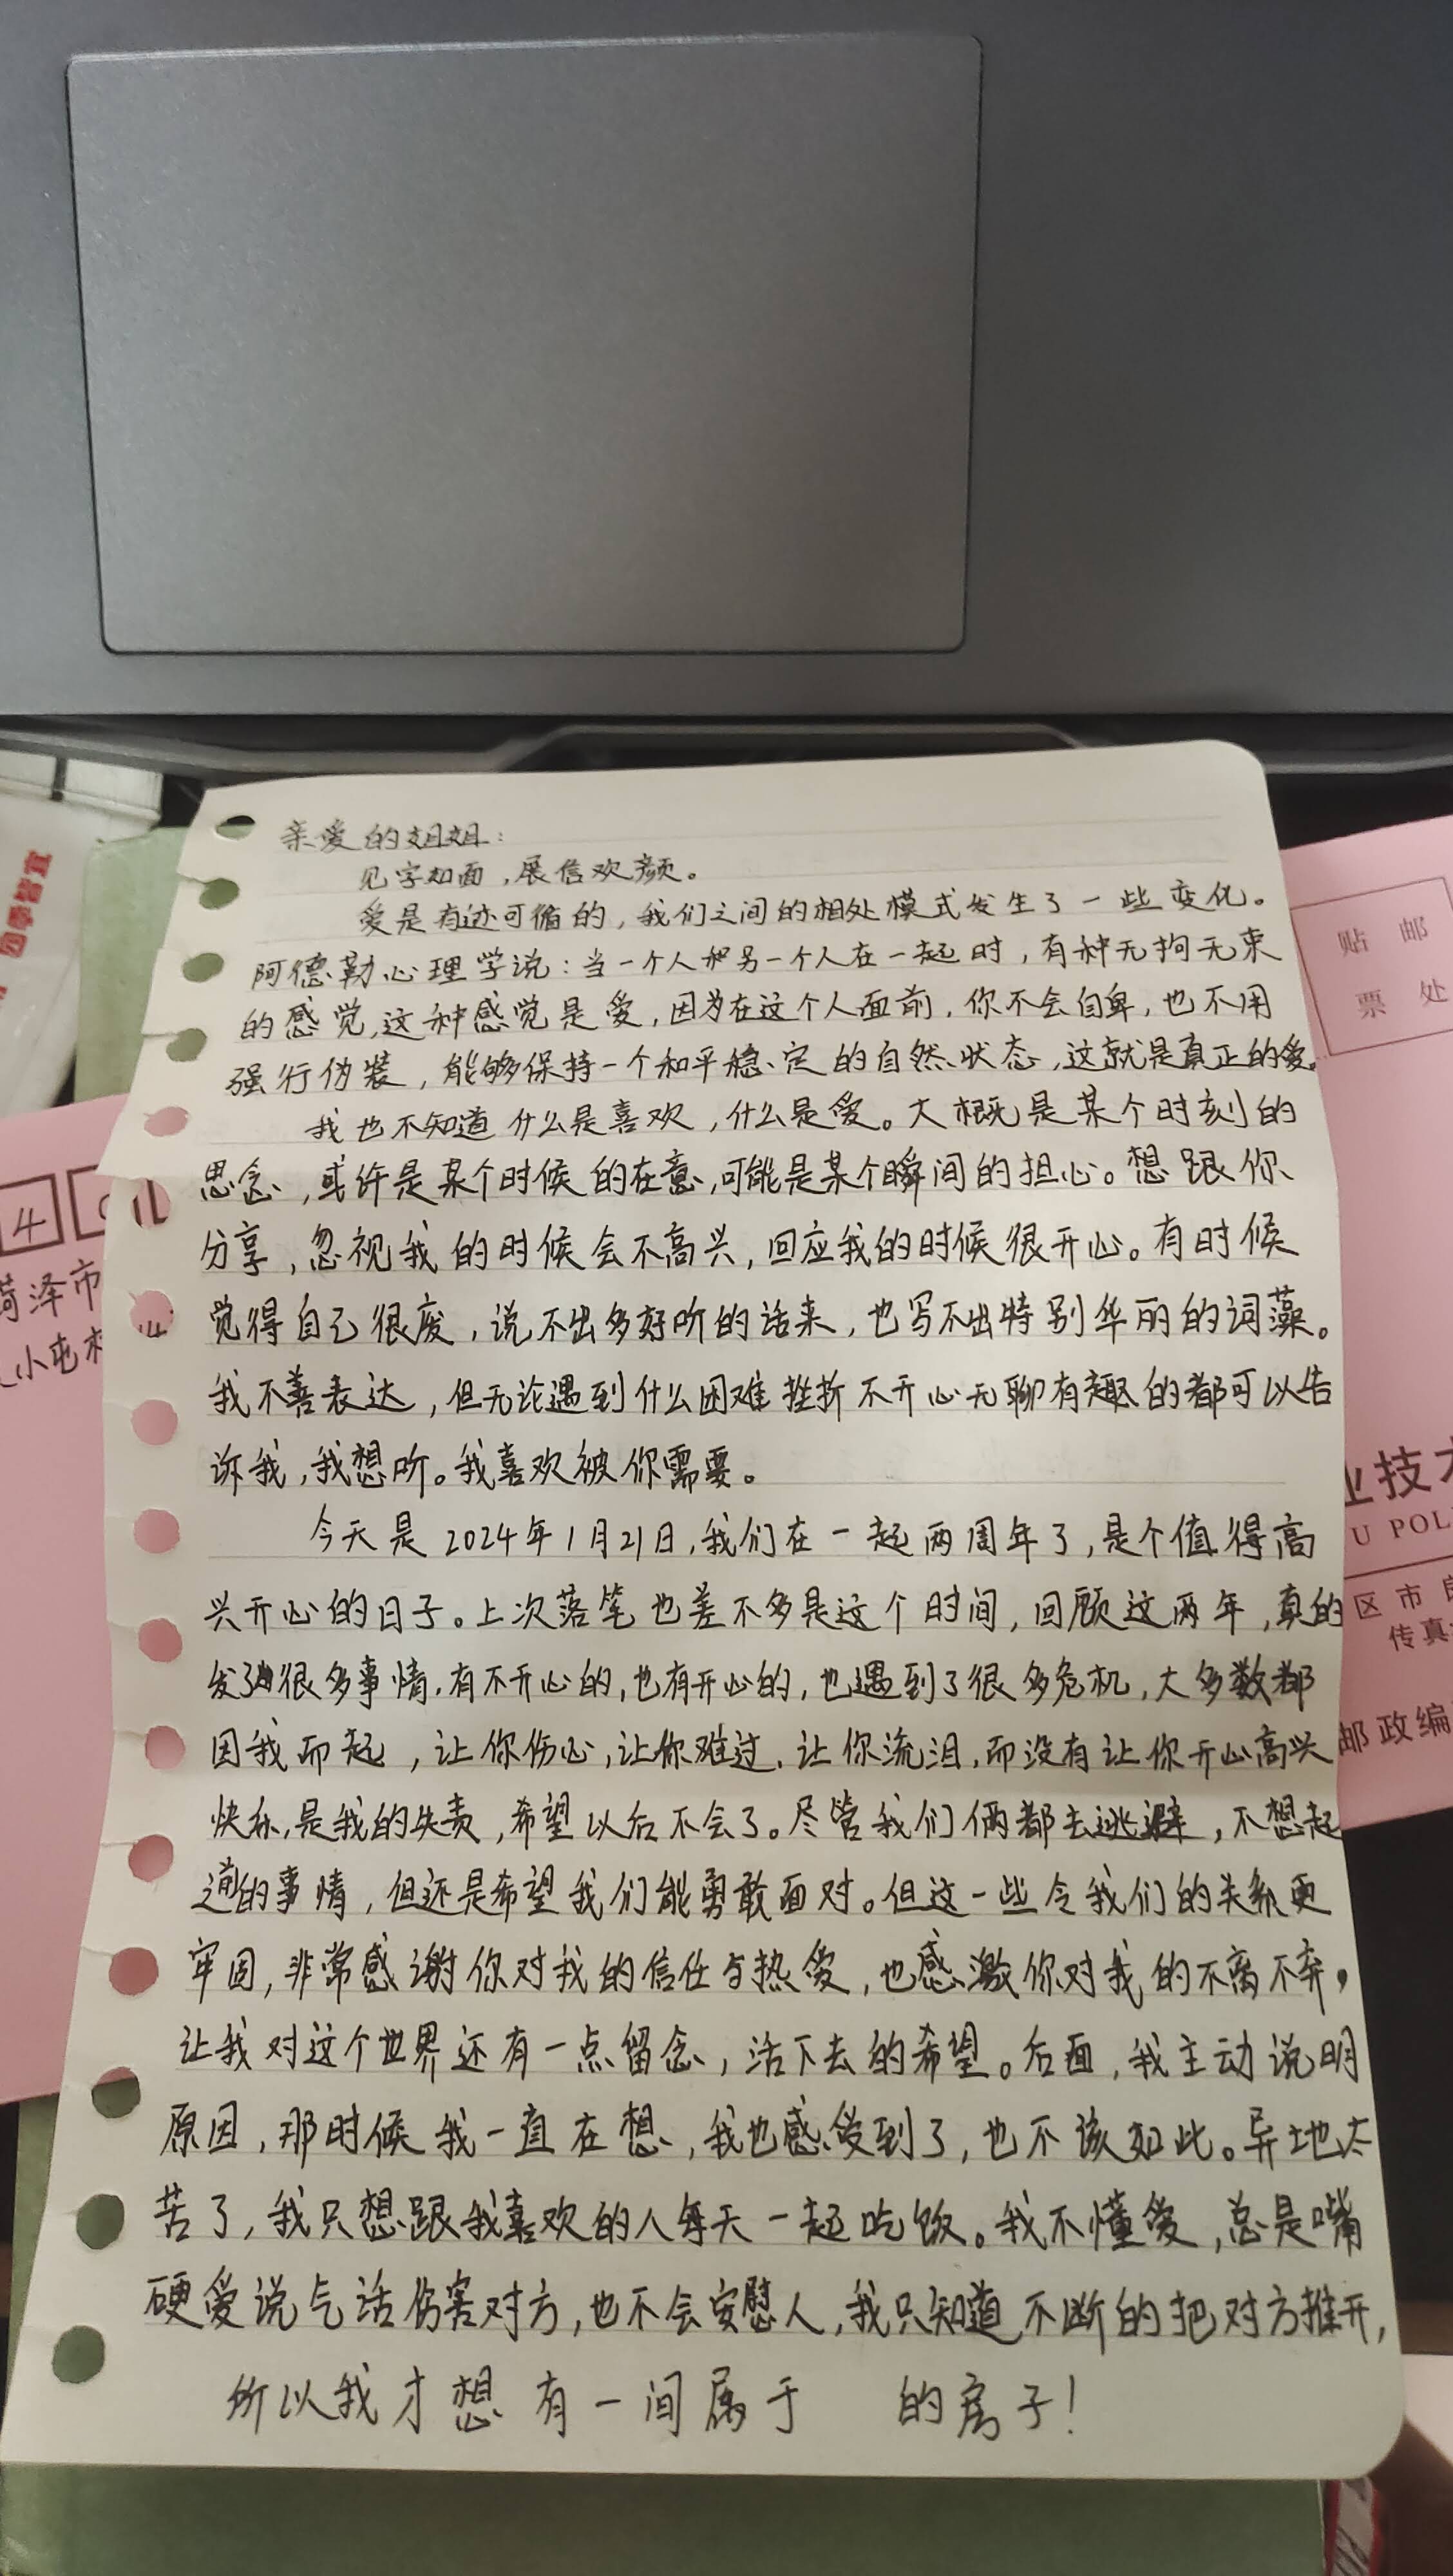 亲爱的姐姐：
见字如面，展信欢颜。
爱是有迹可循的，我们之间的相处模式发生了一些变化。
阿德勒心理学说：当一个人和另一个人在一起时，有种无拘无束
的感觉，这种感觉是爱，因为在这个人面前，你不会自卑，也不用
强行伪装，能够保持一个和平稳定的自然状态，这就是真正的爱。
我也不知道什么是喜欢，什么是爱。大概是某个时刻的
思念，或许是某个时候的在意，可能是某个瞬间的担心。想跟你
分享，忽视我的时候会不高兴，回应我的时候很开心。有时候
觉得自己很废，说不出多好听的话来，也写不出特别华丽的词藻。
我不善表达，但无论遇到什么困难挫折不开心无聊有趣的都可以告
诉我，我想听。我喜欢被你需要。
今天是2024年1月21日，我们在一起两周年了，是个值得高
兴开心的日子。上次落笔也差不多是这个时间，回顾这两年，真的
发了很多事情，有不开心的，也有开心的，也遇到了很多危机，大多数都
因我而起，让你伤心，让你难过，让你流泪，而没有让你开心高兴
快乐，是我的失责，希望以后不会了。尽管我们俩都去逃避，不想起
之前的事情，但还是希望我们能勇敢面对。但这一些令我们的关系更
牢固，非常感谢你对我的信任与热爱，也感激你对我的不离不弃，
让我对这个世界还有一点留念，活下去的希望。后面，我主动说明
原因，那时候我一直在想，我也感受到了，也不该如此。异地太
苦了，我只想跟我喜欢的人每天一起吃饭。我不懂爱，总是嘴
硬爱说气话伤害对方，也不会安慰人，我只知道不断的把对方推开，
所以我才想有一间属于 的房子！
四季皆宜
贴 邮
票 处
4
菏泽市
小屯村
业技术
U POL
区市
传真
邮政编